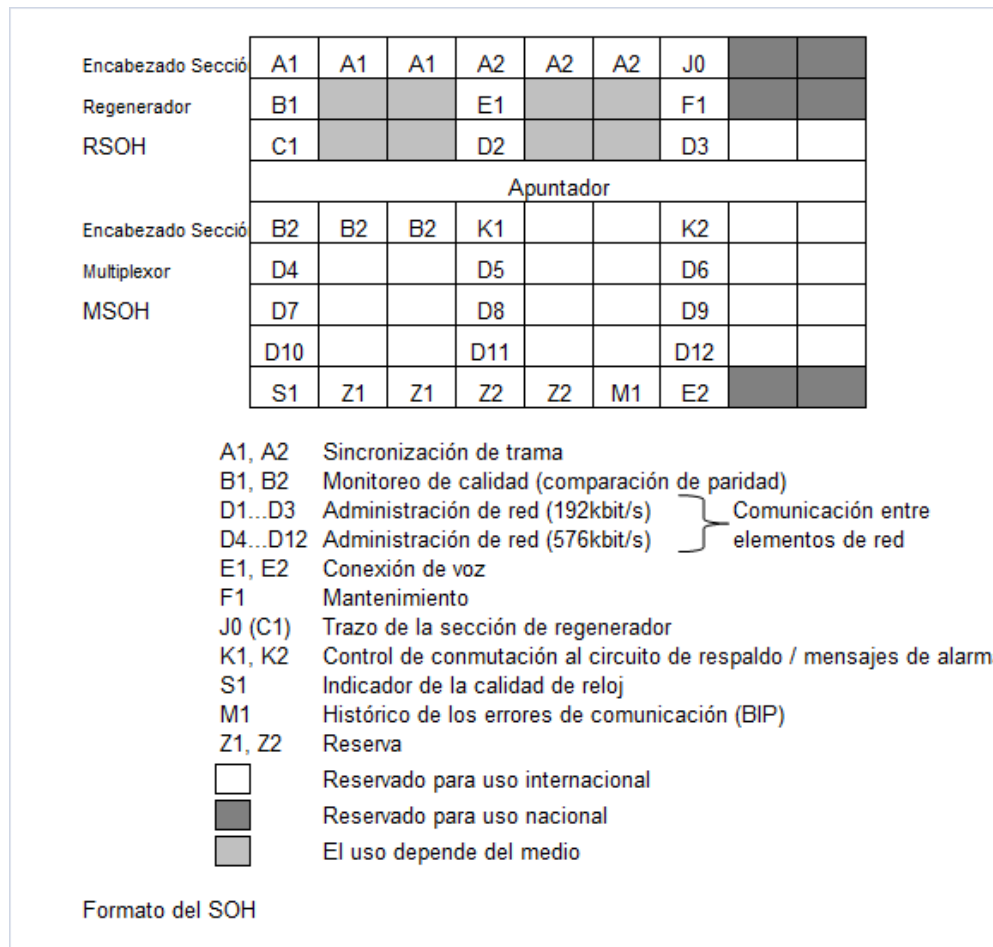 Encabezado Secció A1 A1 A1 A2 A2 A2 J0
Regenerador B1 E1 F1
RSOH C1 D2 D3
Apuntador
Encabezado Secció B2 B2 B2 K1 K2
Multiplexor D4 D5 D6
MSOH D7 D8 D9
D10 D11 D12
S1 Z1 Z1 Z2 Z2 M1 E2
A1, A2 Sincronización de trama
B1, B2 Monitoreo de calidad (comparación de paridad)
D1...D3 Administración de red (192kbit/s) Comunicación entre
D4...D12 Administración de red (576kbit/s) elementos de red
E1, E2 Conexión de voz
F1 Mantenimiento
J0 (C1) Trazo de la sección de regenerador
K1, K2 Control de conmutación al circuito de respaldo / mensajes de alarm
S1 Indicador de la calidad de reloj
M1 Histórico de los errores de comunicación (BIP)
Z1, Z2 Reserva
Reservado para uso internacional
Reservado para uso nacional
El uso depende del medio
Formato del SOH